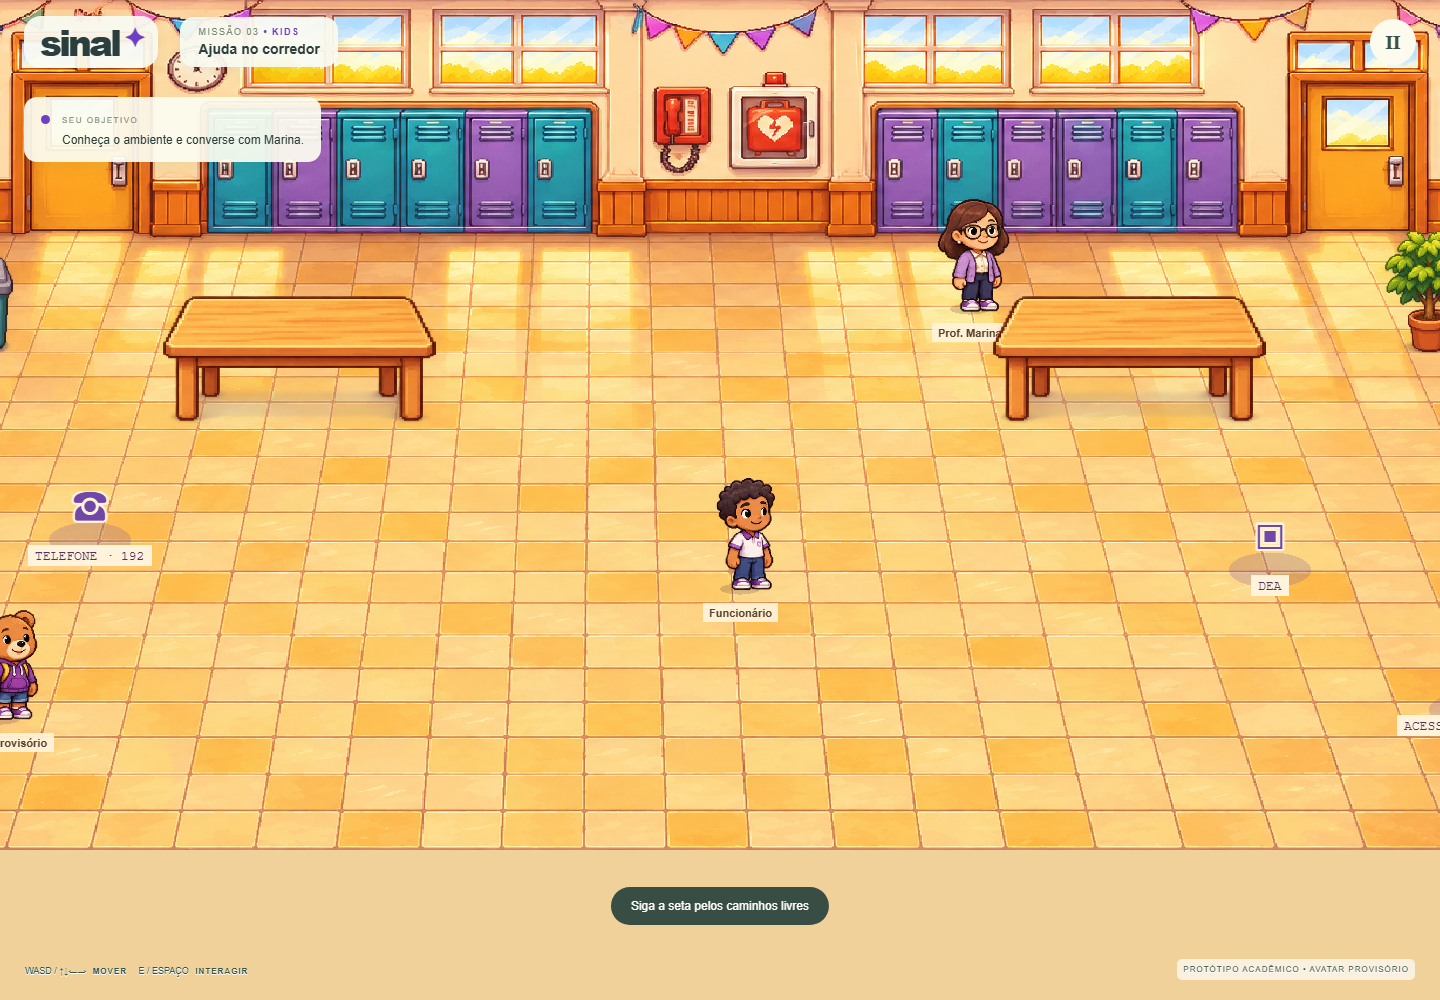 sinal
MISSÃO 03 • KIDS
Ajuda no corredor
II
SEU OBJETIVO
Conheça o ambiente e converse com Marina.
Prof. Marina
TELEFONE · 192
Funcionário
DEA
rovisório
ACESS
Siga a seta pelos caminhos livres
WASD / ↑↓←→ MOVER E / ESPAÇO INTERAGIR
PROTÓTIPO ACADÊMICO • AVATAR PROVISÓRIO